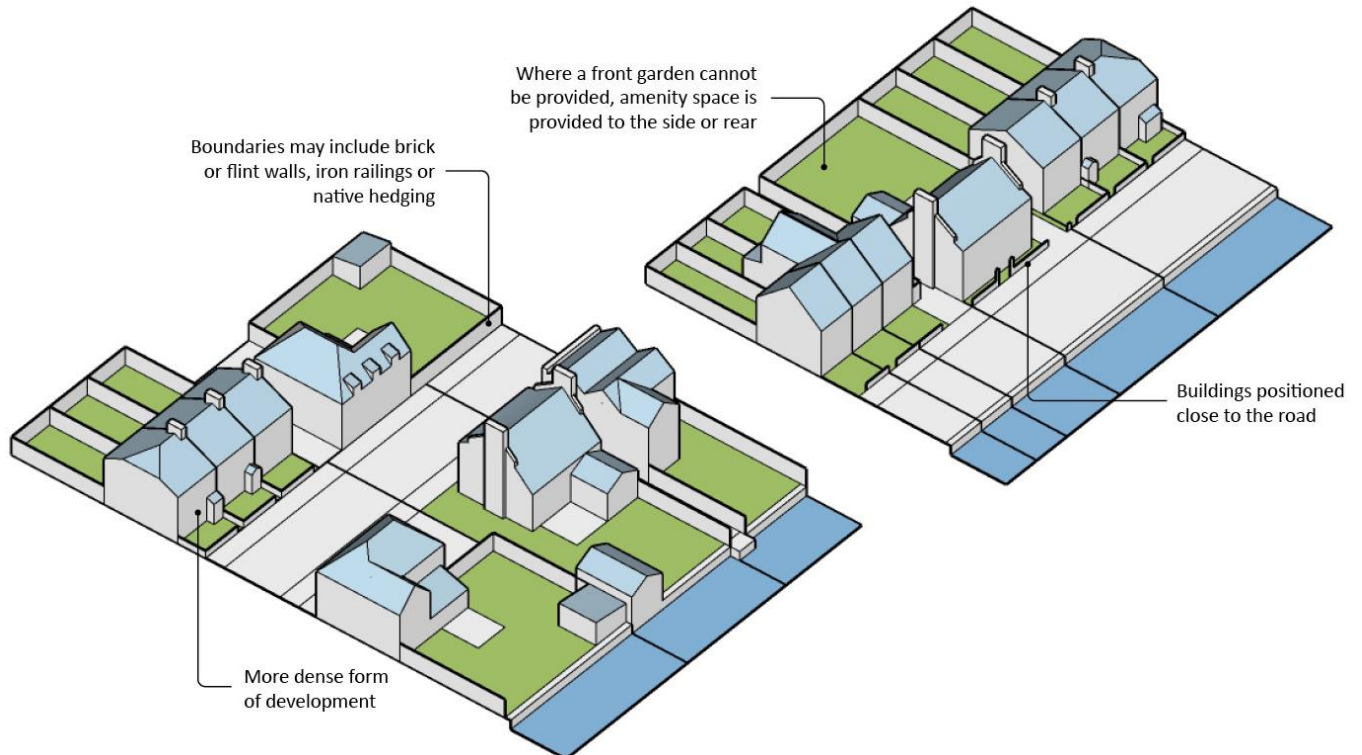 Where a front garden cannot
be provided, amenity space is
provided to the side or rear
Boundaries may include brick
or flint walls, iron railings or
native hedging
Buildings positioned
close to the road
More dense form
of development